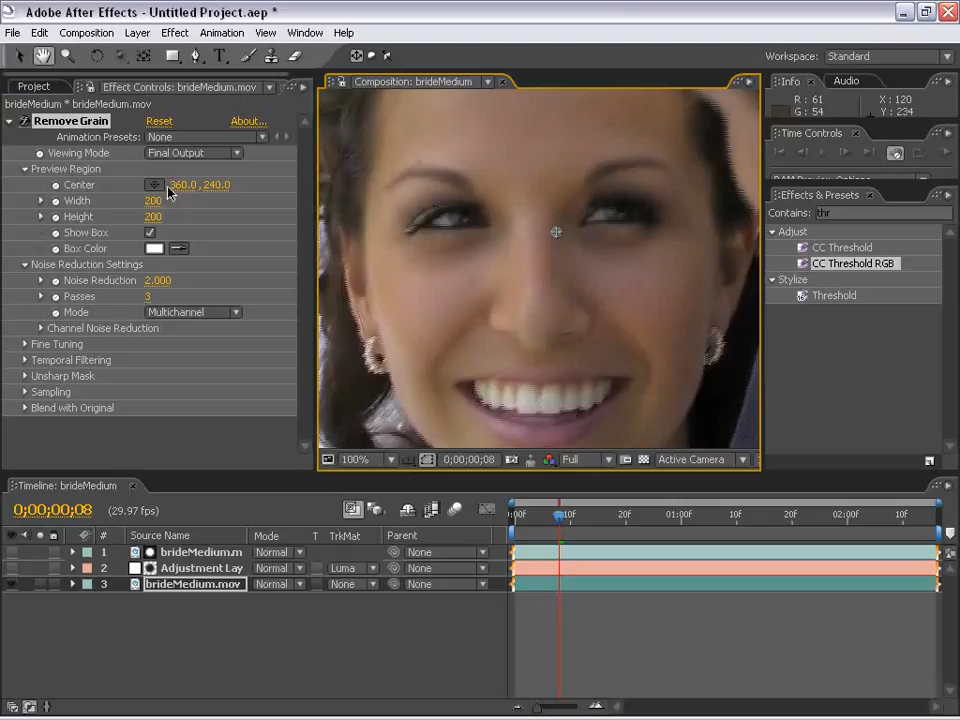 Adobe After Effects - Untitled Project.aep *
File Edit Composition Layer Effect Animation View Window Help
Workspace: Standard
Project Effect Controls: brideMedium.mov
Composition: brideMedium
Info Audio
brideMedium * brideMedium.mov
R : 61 X : 120
G : 54 Y : 234
Remove Grain Reset About...
Animation Presets: None
Time Controls
Viewing Mode Final Output
Preview Region
Center 360.0, 240.0
Effects & Presets
Width 200
Contains: thr
Height 200
Show Box
Adjust
Box Color
CC Threshold
Noise Reduction Settings
CC Threshold RGB
Noise Reduction 2.000
Stylize
Passes 3
Threshold
Mode Multichannel
Channel Noise Reduction
Fine Tuning
Temporal Filtering
Unsharp Mask
Sampling
Blend with Original
100% 0;00;00;08 Full Active Camera
Timeline: brideMedium
0;00;00;08 (29.97 fps)
10F 20F 01:00F 10F 20F 02:00F 10F
# Source Name Mode T TrkMat Parent
1 brideMedium.m Normal None
2 Adjustment Lay Normal Luma None
3 brideMedium.mov Normal None None